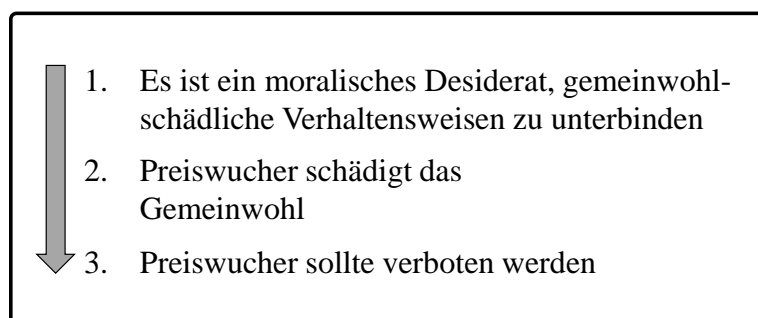 1. Es ist ein moralisches Desiderat, gemeinwohl-
schädliche Verhaltensweisen zu unterbinden
2. Preiswucher schädigt das
Gemeinwohl
3. Preiswucher sollte verboten werden